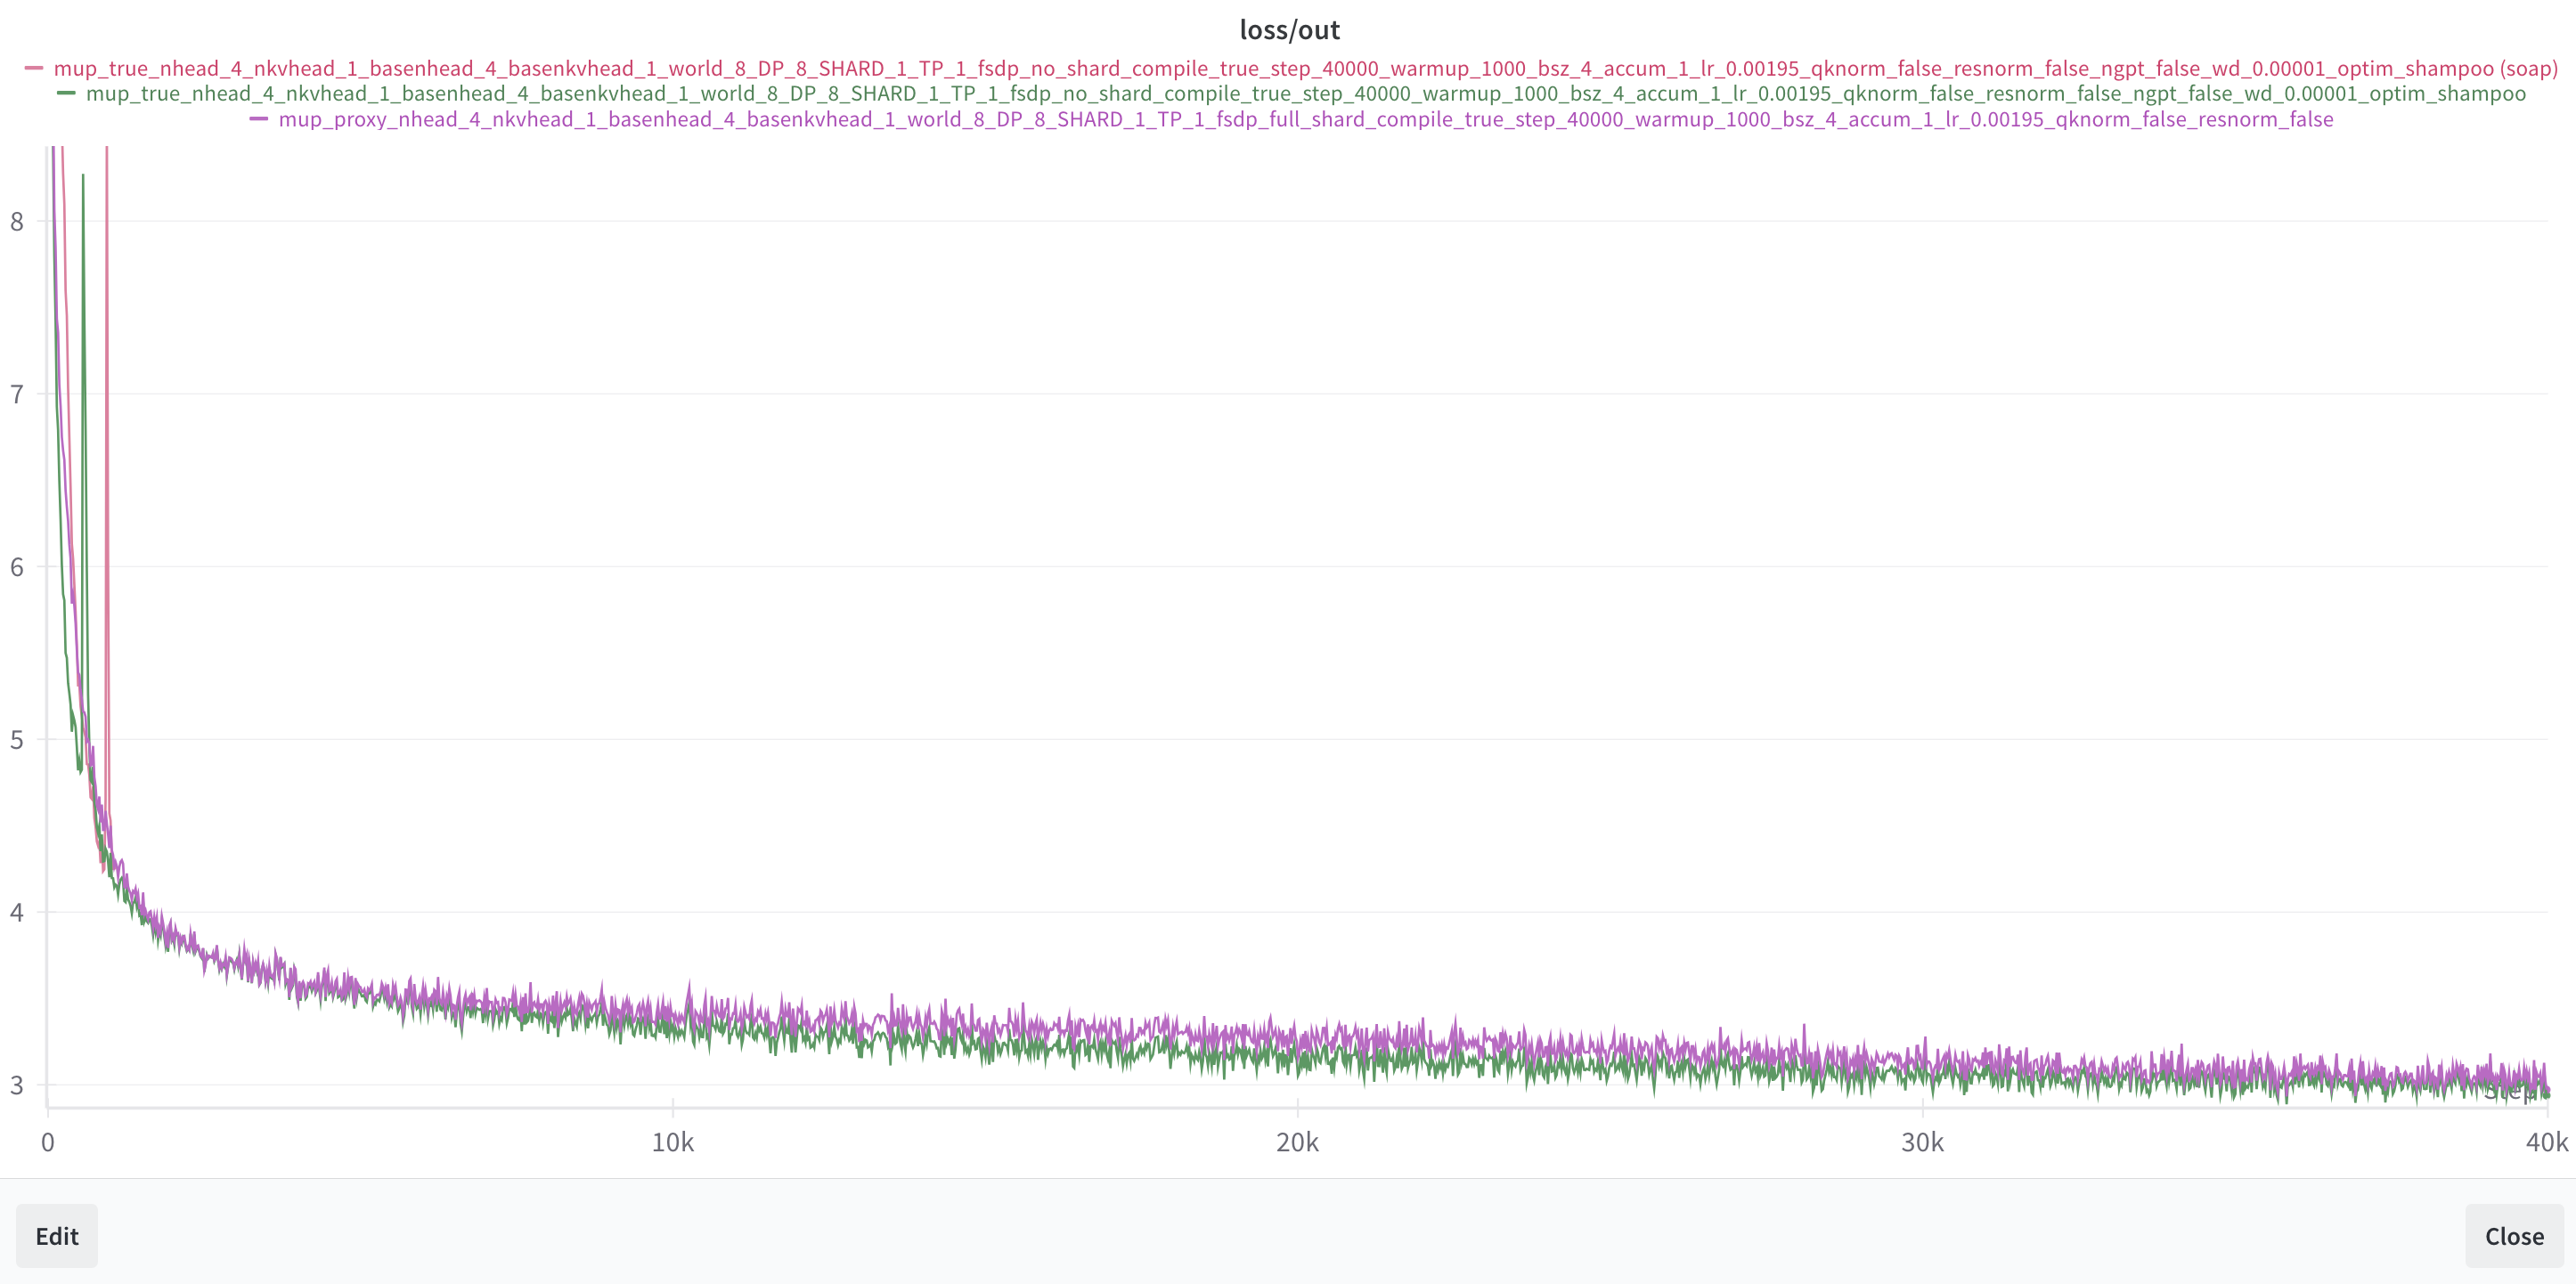 loss/out
mup_true_nhead_4_nkvhead_1_basenhead_4_basenkvhead_1_world_8_DP_8_SHARD_1_TP_1_fsdp_no_shard_compile_true_step_40000_warmup_1000_bsz_4_accum_1_lr_0.00195_qknorm_false_resnorm_false_ngpt_false_wd_0.00001_optim_shampoo (soap)
mup_true_nhead_4_nkvhead_1_basenhead_4_basenkvhead_1_world_8_DP_8_SHARD_1_TP_1_fsdp_no_shard_compile_true_step_40000_warmup_1000_bsz_4_accum_1_lr_0.00195_qknorm_false_resnorm_false_ngpt_false_wd_0.00001_optim_shampoo
mup_proxy_nhead_4_nkvhead_1_basenhead_4_basenkvhead_1_world_8_DP_8_SHARD_1_TP_1_fsdp_full_shard_compile_true_step_40000_warmup_1000_bsz_4_accum_1_lr_0.00195_qknorm_false_resnorm_false
8
7
6
5
4
3
Step
0 10k 20k 30k 40k
Edit Close